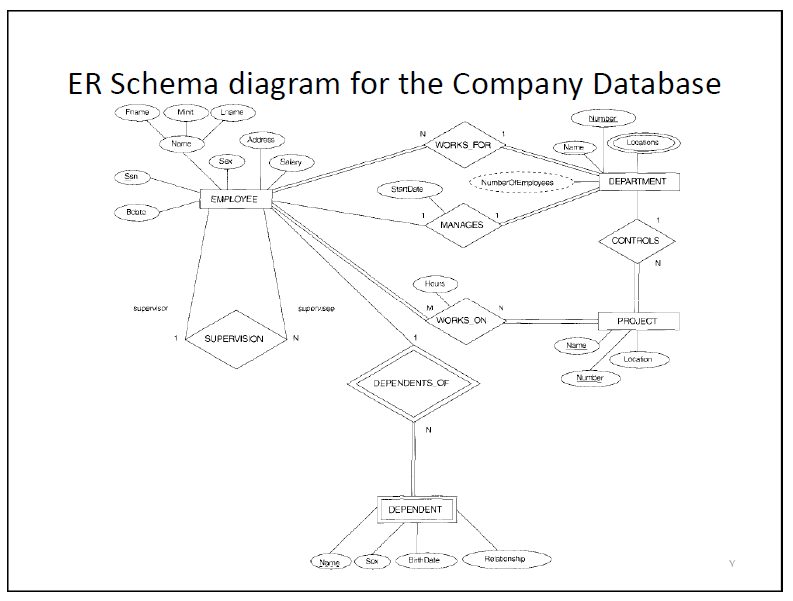 ER Schema diagram for the Company Database
Fname
Minit
Lname
Name
Address
Sex
Salary
Ssn
Bdate
EMPLOYEE
N
WORKS_FOR
1
Number
Name
Locations
NumberOfEmployees
DEPARTMENT
StartDate
1
MANAGES
1
1
CONTROLS
N
Hours
M
WORKS_ON
N
PROJECT
Name
Number
Location
supervisor
supervisee
1
SUPERVISION
N
1
DEPENDENTS_OF
N
DEPENDENT
Name
Sex
BirthDate
Relationship
٧